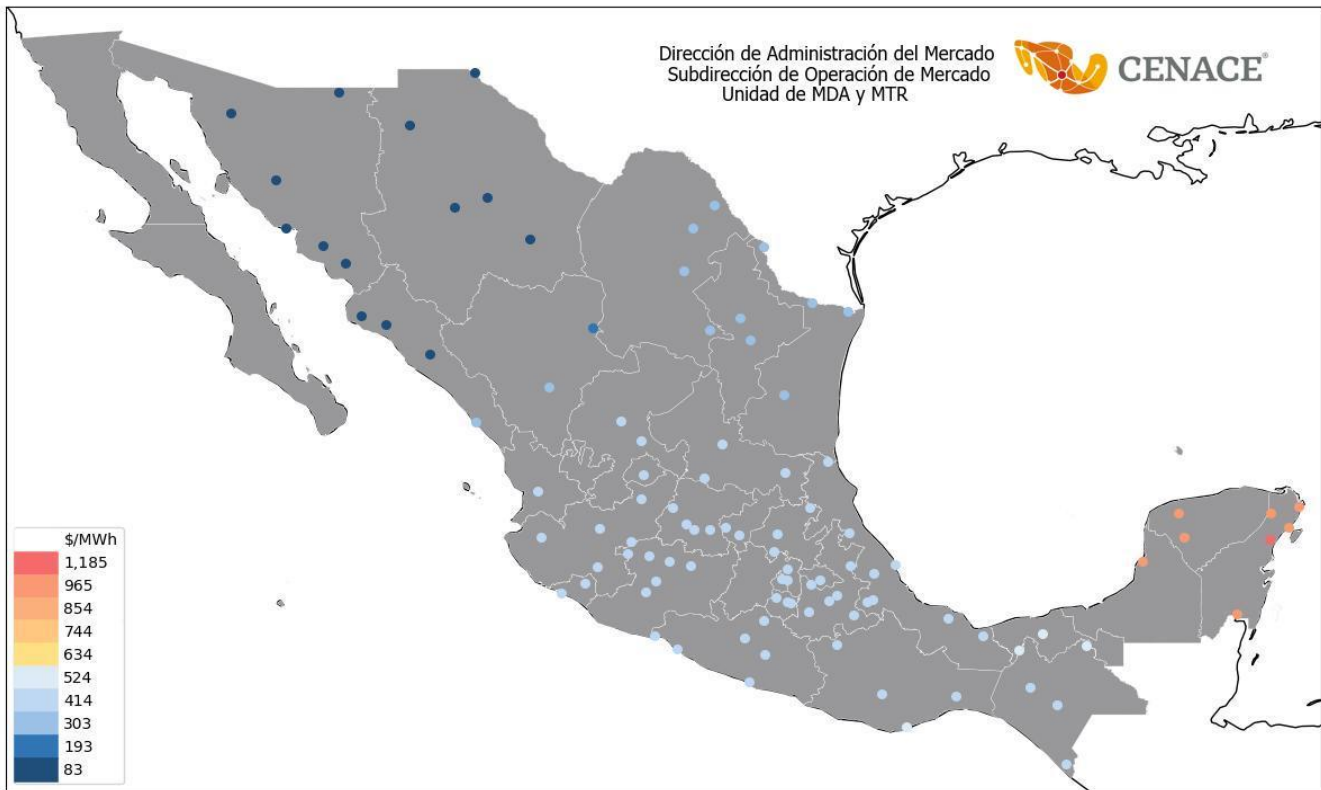 Dirección de Administración del Mercado
Subdirección de Operación de Mercado
Unidad de MDA y MTR
CENACE®
$/MWh
1,185
965
854
744
634
524
414
303
193
83